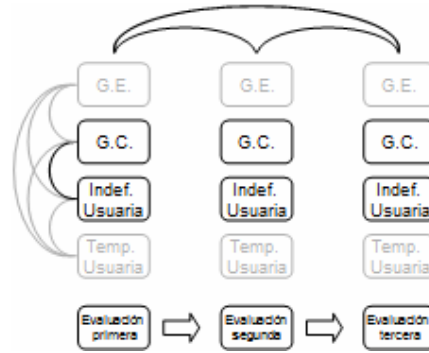 G.E. G.E. G.E.
G.C. G.C. G.C.
Indef. Indef. Indef.
Usuaria Usuaria Usuaria
Temp. Temp. Temp.
Usuaria Usuaria Usuaria
Evaluación Evaluación Evaluación
primera segunda tercera